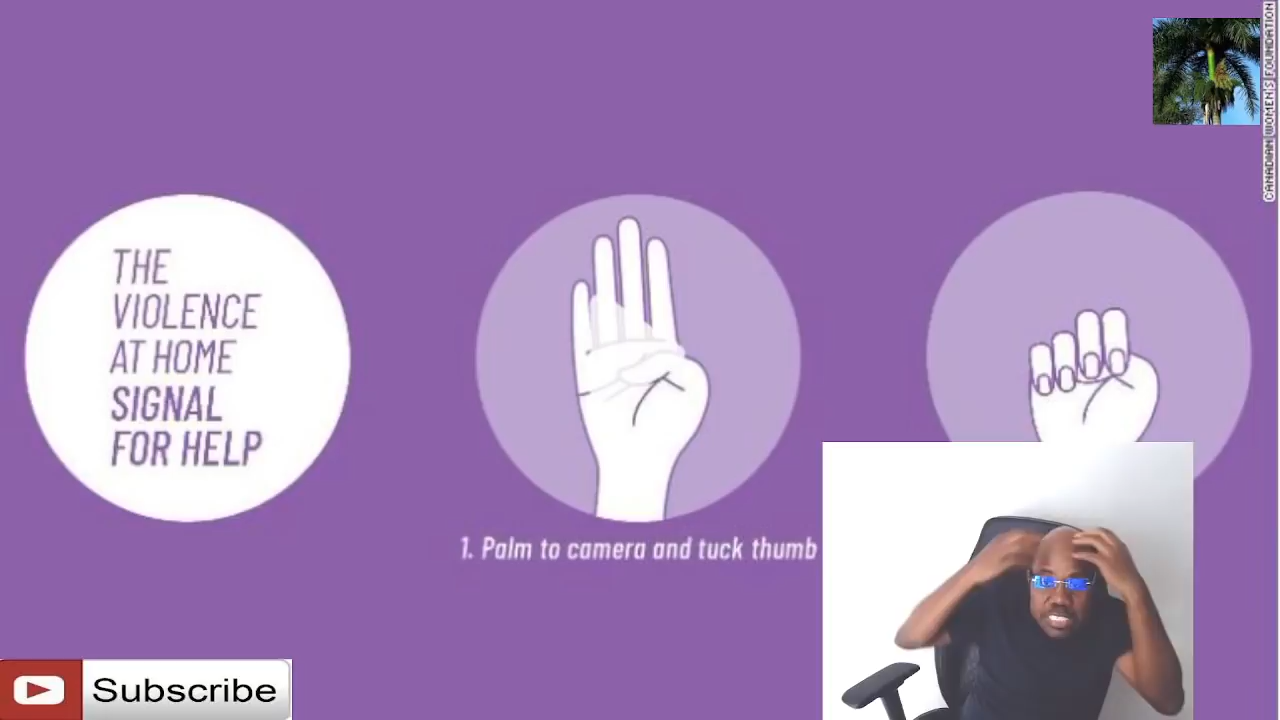 THE
VIOLENCE
AT HOME
SIGNAL
FOR HELP
1. Palm to camera and tuck thumb
Subscribe
CANADIAN WOMEN'S FOUNDATION